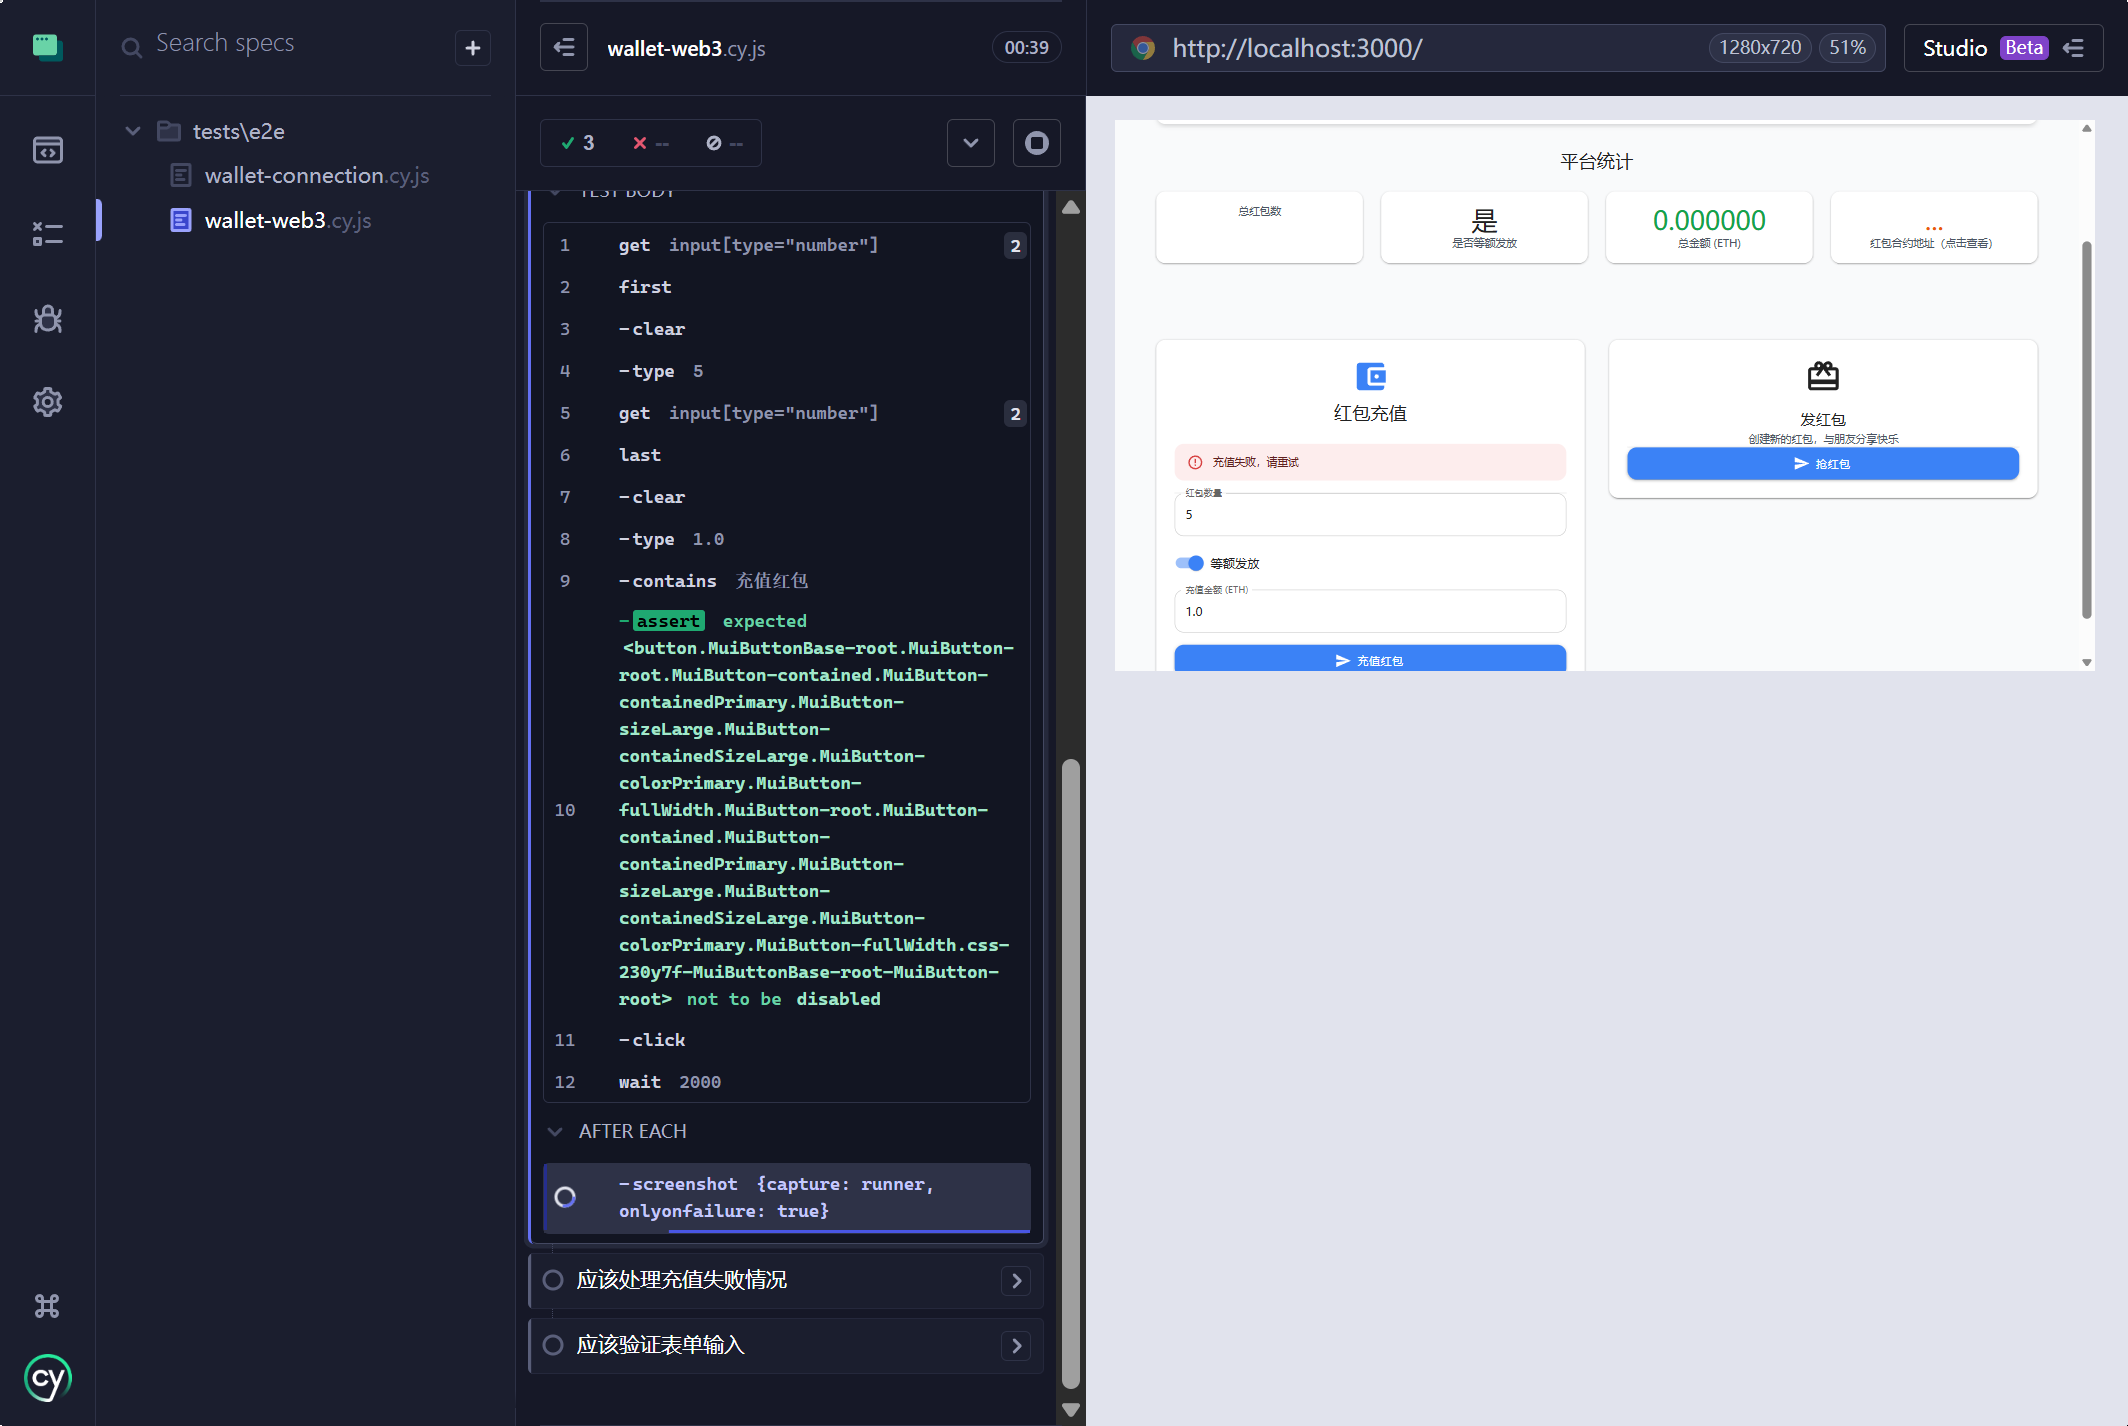 Search specs
tests\e2e
wallet-connection.cy.js
wallet-web3.cy.js
cy
wallet-web3.cy.js
00:39
3
--
--
TEST BODY
1 get input[type="number"] 2
2 first
3 -clear
4 -type 5
5 get input[type="number"] 2
6 last
7 -clear
8 -type 1.0
9 -contains 充值红包
-assert expected
<button.MuiButtonBase-root.MuiButton-
root.MuiButton-contained.MuiButton-
containedPrimary.MuiButton-
sizeLarge.MuiButton-
containedSizeLarge.MuiButton-
colorPrimary.MuiButton-
10 fullWidth.MuiButton-root.MuiButton-
contained.MuiButton-
containedPrimary.MuiButton-
sizeLarge.MuiButton-
containedSizeLarge.MuiButton-
colorPrimary.MuiButton-fullWidth.css-
230y7f-MuiButtonBase-root-MuiButton-
root> not to be disabled
11 -click
12 wait 2000
AFTER EACH
-screenshot {capture: runner,
onlyonfailure: true}
应该处理充值失败情况
应该验证表单输入
http://localhost:3000/
1280x720
51%
Studio Beta
平台统计
总红包数
是
是否等额发放
0.000000
总金额 (ETH)
...
红包合约地址（点击查看）
红包充值
充值失败，请重试
红包数量
5
等额发放
充值金额 (ETH)
1.0
充值红包
发红包
创建新的红包，与朋友分享快乐
抢红包